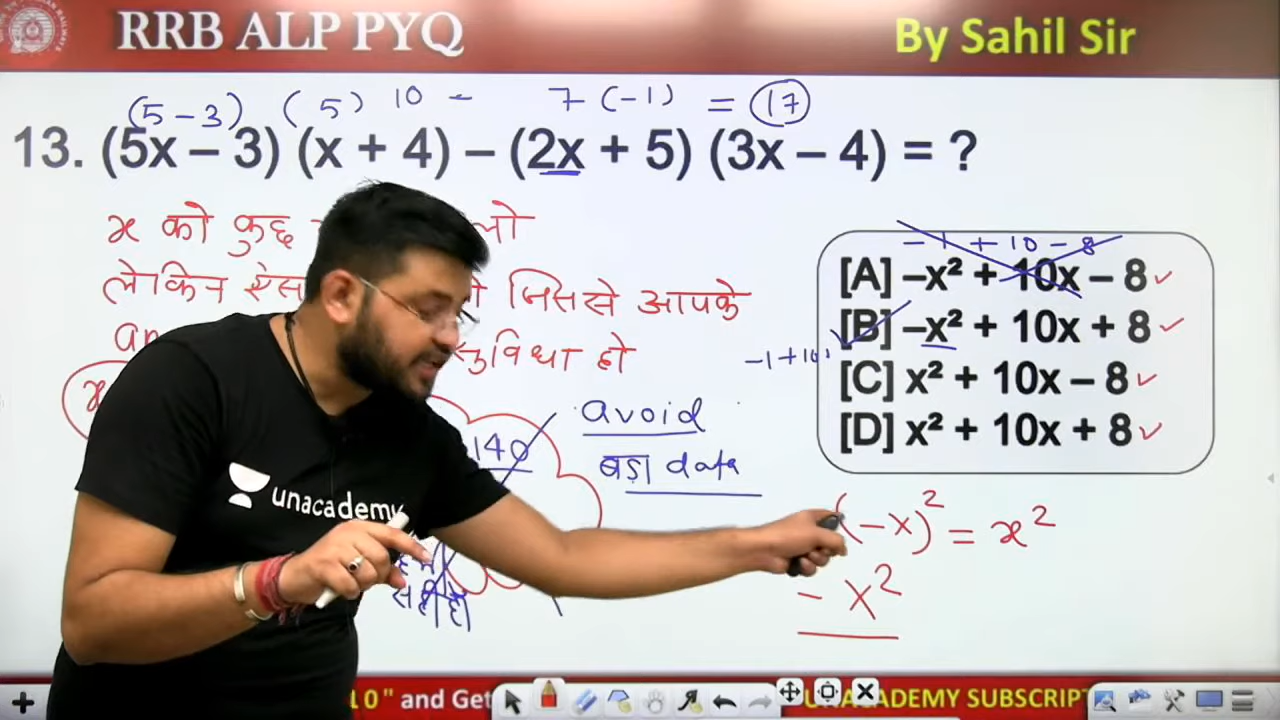 RRB ALP PYQ
By Sahil Sir
(5 - 3) (5) 10 - 7 (-1) = 17
13. (5x – 3) (x + 4) – (2x + 5) (3x – 4) = ?
x को कुछ लो
लेकिन जिससे आपके
सुविधा हो
- 1 + 10 - 8
[A] –x² + 10x – 8 ✓
[B] –x² + 10x + 8 ✓
-1 + 10
[C] x² + 10x – 8 ✓
[D] x² + 10x + 8 ✓
140
avoid
बड़ा data
(-x)² = x²
- x²
सही हो
unacademy
10" and Get
UNACADEMY SUBSCRIPT